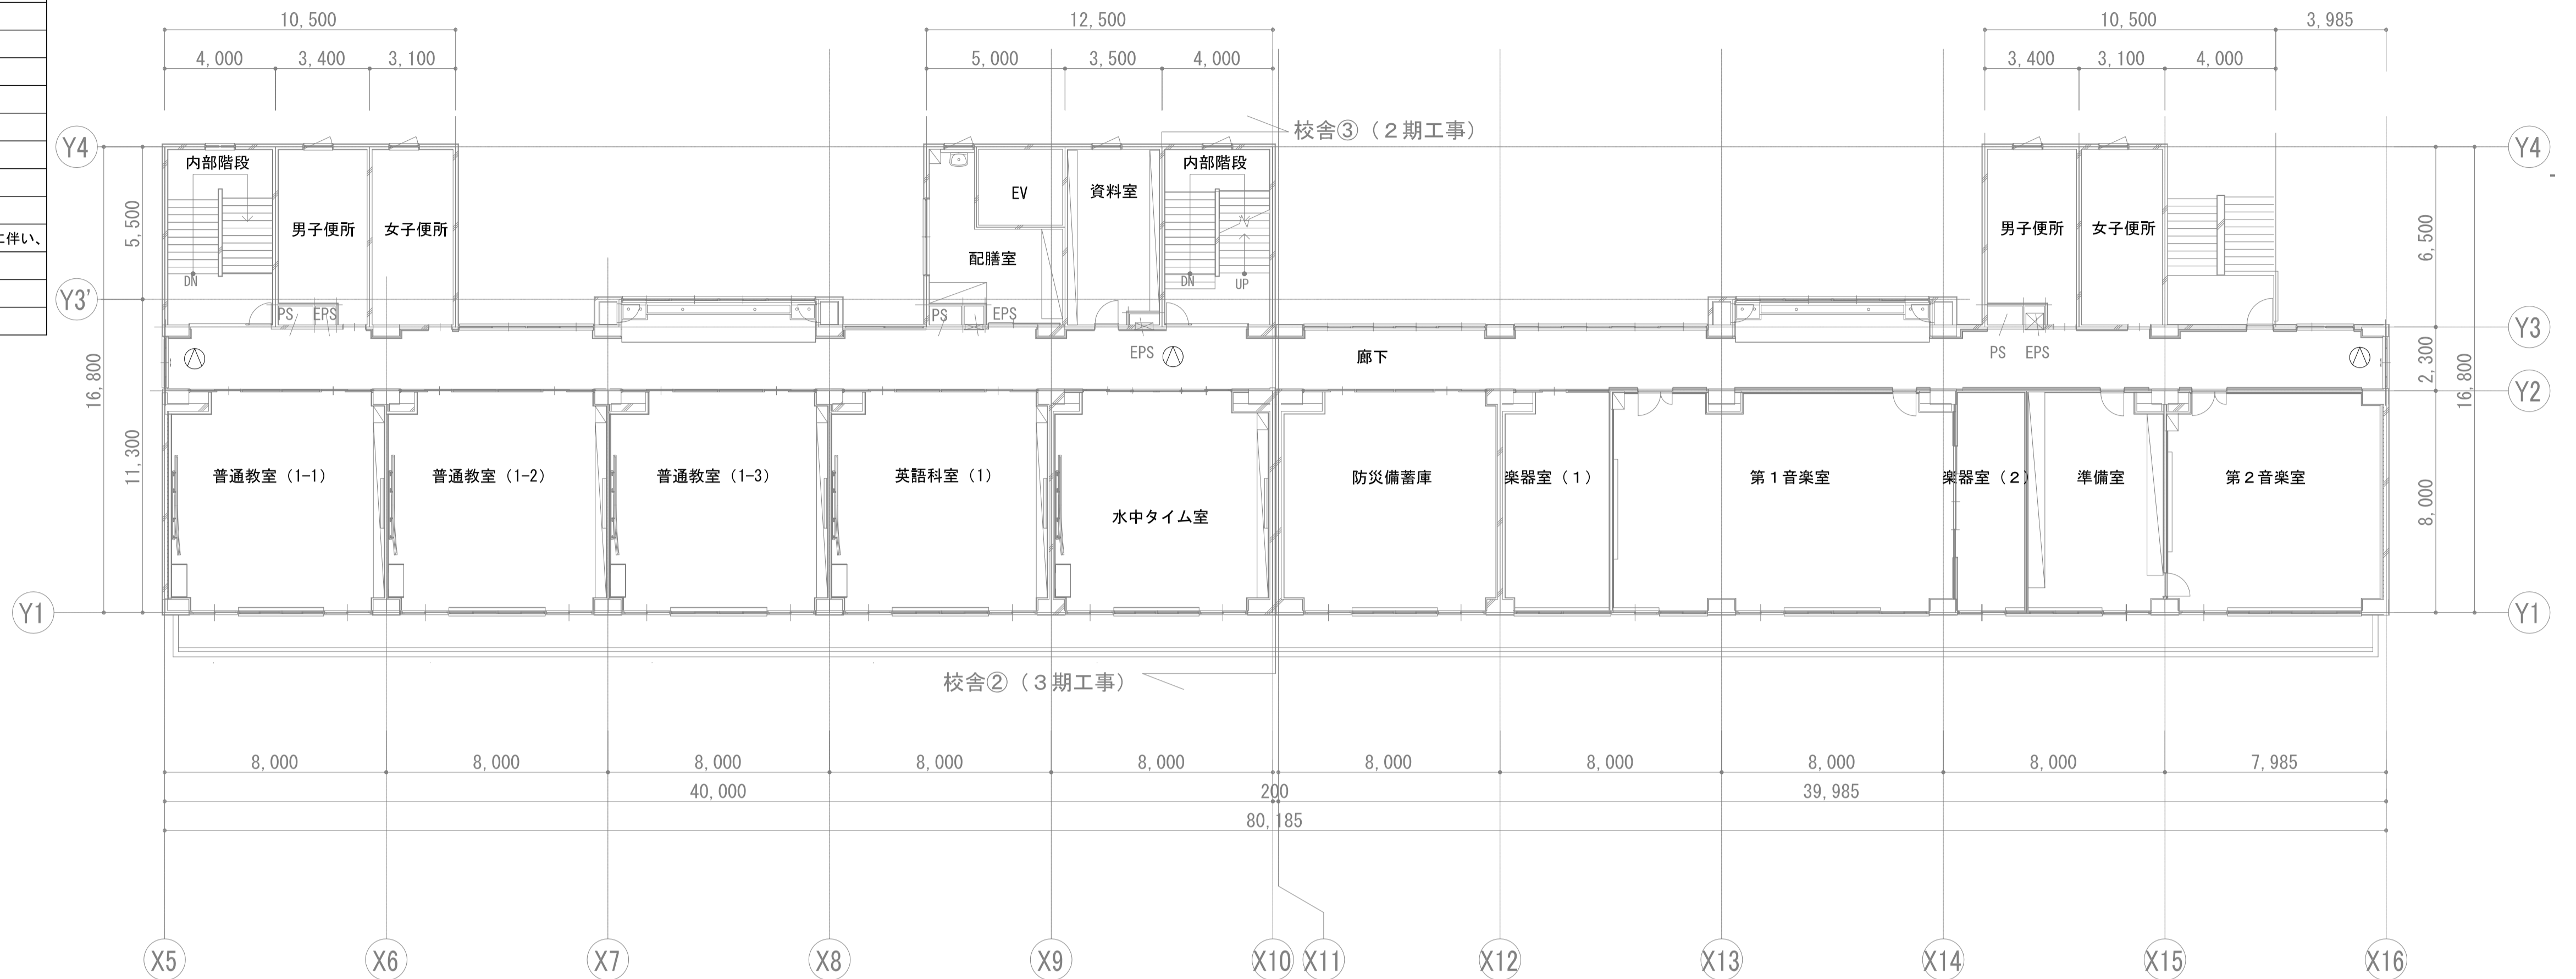 10,500
12,500
10,500
3,985
4,000
3,400
3,100
5,000
3,500
4,000
3,400
3,100
4,000
校舎③（２期工事）
Y4
Y4
内部階段
内部階段
EV
資料室
5,500
男子便所
女子便所
男子便所
女子便所
6,500
に伴い、
配膳室
DN
DN
UP
Y3'
PS
EPS
PS
EPS
Y3
EPS
廊下
PS
EPS
2,300
16,800
16,800
Y2
11,300
普通教室（1-1）
普通教室（1-2）
普通教室（1-3）
英語科室（1）
水中タイム室
防災備蓄庫
楽器室（１）
第１音楽室
楽器室（２）
準備室
第２音楽室
8,000
Y1
Y1
校舎②（３期工事）
8,000
8,000
8,000
8,000
8,000
8,000
8,000
8,000
8,000
7,985
40,000
200
39,985
80,185
X5
X6
X7
X8
X9
X10
X11
X12
X13
X14
X15
X16